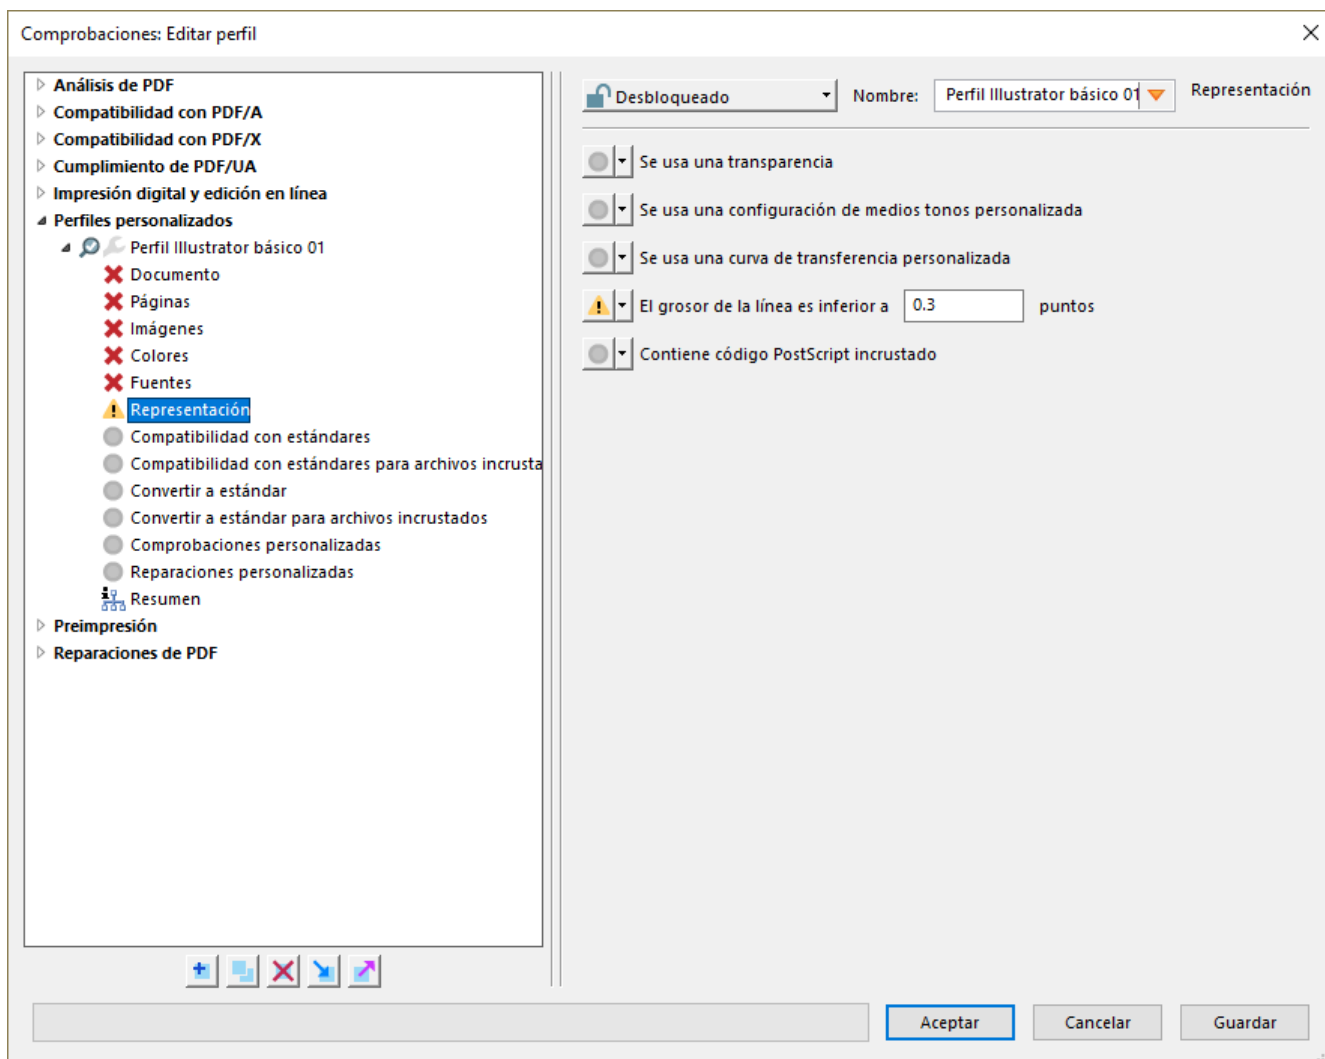 Comprobaciones: Editar perfil
Análisis de PDF
Compatibilidad con PDF/A
Compatibilidad con PDF/X
Cumplimiento de PDF/UA
Impresión digital y edición en línea
Perfiles personalizados
Perfil Illustrator básico 01
Documento
Páginas
Imágenes
Colores
Fuentes
Representación
Compatibilidad con estándares
Compatibilidad con estándares para archivos incrusta
Convertir a estándar
Convertir a estándar para archivos incrustados
Comprobaciones personalizadas
Reparaciones personalizadas
Resumen
Preimpresión
Reparaciones de PDF
Desbloqueado Nombre: Perfil Illustrator básico 01 Representación
Se usa una transparencia
Se usa una configuración de medios tonos personalizada
Se usa una curva de transferencia personalizada
El grosor de la línea es inferior a 0.3 puntos
Contiene código PostScript incrustado
Aceptar Cancelar Guardar